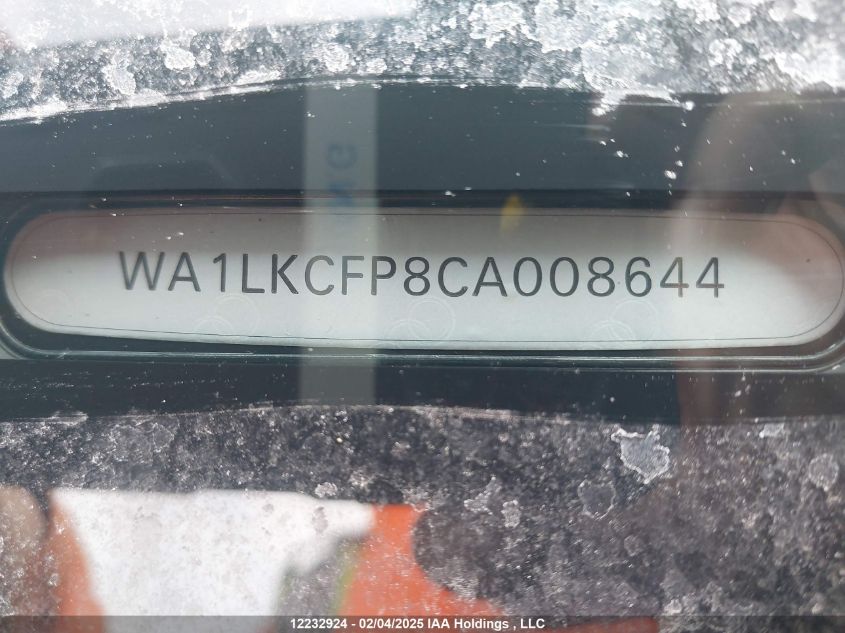 WA1LKCFP8CA008644
12232924 - 02/04/2025 IAA Holdings , LLC